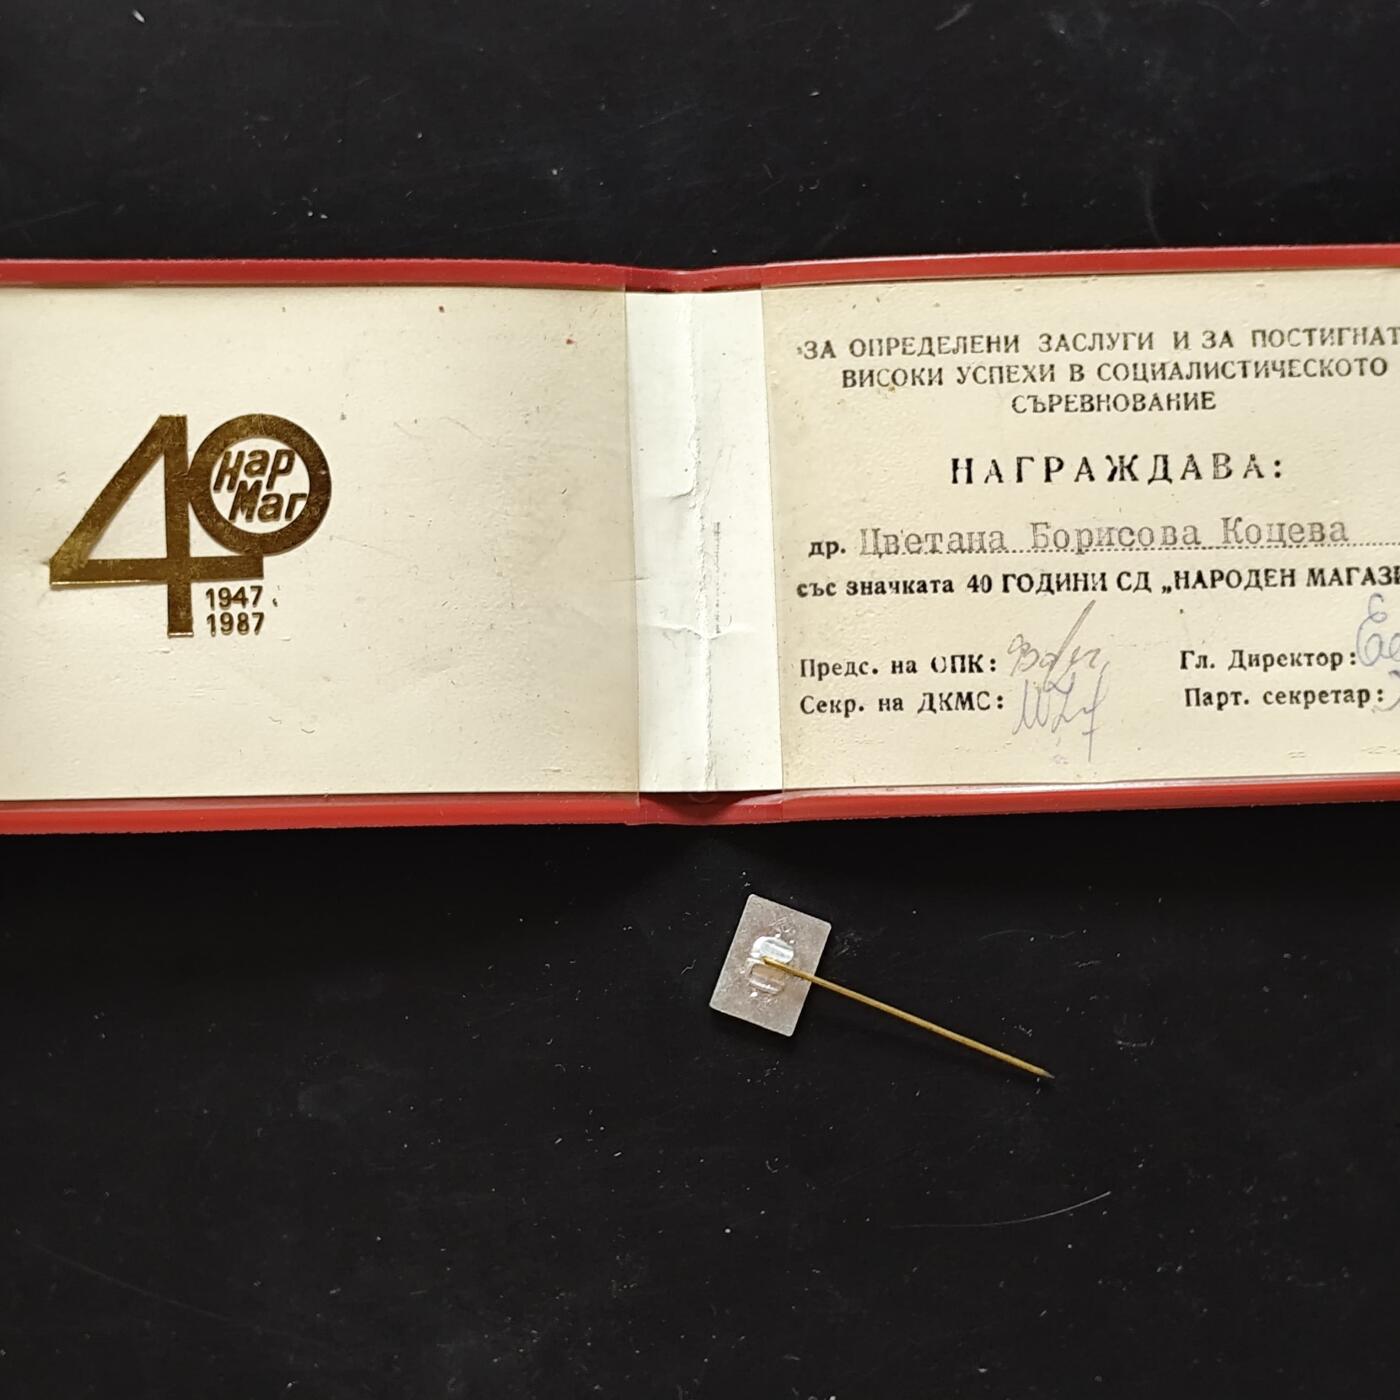 40
Нар
Маг
1947
1987
ЗА ОПРЕДЕЛЕНИ ЗАСЛУГИ И ЗА ПОСТИГНАТ
ВИСОКИ УСПЕХИ В СОЦИАЛИСТИЧЕСКОТО
СЪРЕВНОВАНИЕ
НАГРАЖДАВА:
др. Цветана Борисова Коцева
със значката 40 ГОДИНИ СД „НАРОДЕН МАГАЗИ
Предс. на ОПК: Гл. Директор:
Секр. на ДКМС: Парт. секретар: